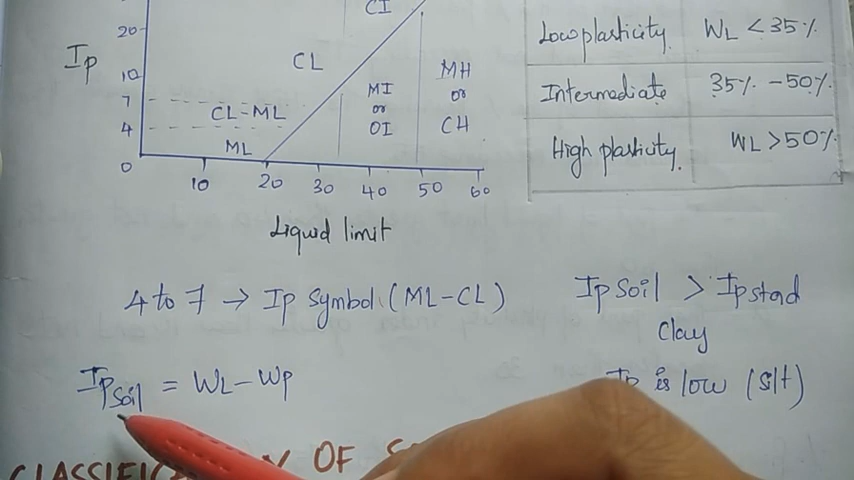 CI
20
Low plasticity. WL < 35%
Ip
CL
10
MH
MI
Intermediate 35% - 50%
or
7
CL-ML
or
4
OI
CH
ML
High plasticity. WL > 50%
0
10 20 30 40 50 60
Liquid limit
4 to 7 → Ip Symbol (ML-CL)
Ip Soil > Ip stand
Clay
Ip soil = WL - WP
Ip is low (silt)
OF